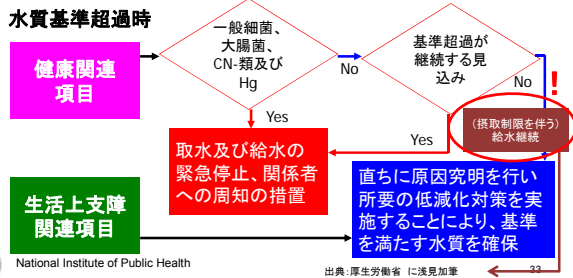 水質基準超過時
健康関連
項目
一般細菌、
大腸菌、
CN-類及び
Hg
No
基準超過が
継続する見
込み
No
!
Yes
Yes
（摂取制限を伴う）
給水継続
取水及び給水の
緊急停止、関係者
への周知の措置
生活上支障
関連項目
直ちに原因究明を行い
所要の低減化対策を実
施することにより、基準
を満たす水質を確保
National Institute of Public Health
出典：厚生労働省 に浅見加筆
33